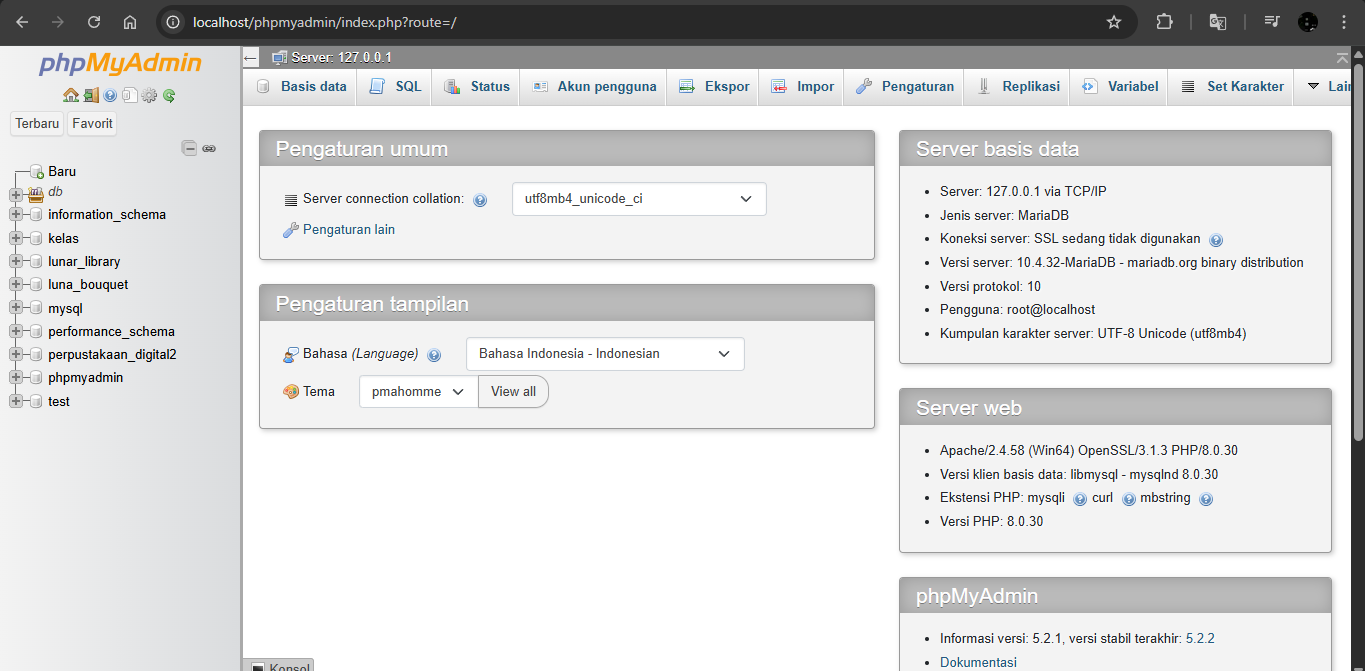 localhost/phpmyadmin/index.php?route=/
phpMyAdmin
Terbaru Favorit
Baru
db
information_schema
kelas
lunar_library
luna_bouquet
mysql
performance_schema
perpustakaan_digital2
phpmyadmin
test
Server: 127.0.0.1
Basis data SQL Status Akun pengguna Ekspor Impor Pengaturan Replikasi Variabel Set Karakter Lain
Pengaturan umum
Server connection collation: utf8mb4_unicode_ci
Pengaturan lain
Pengaturan tampilan
Bahasa (Language) Bahasa Indonesia - Indonesian
Tema pmahomme View all
Server basis data
Server: 127.0.0.1 via TCP/IP
Jenis server: MariaDB
Koneksi server: SSL sedang tidak digunakan
Versi server: 10.4.32-MariaDB - mariadb.org binary distribution
Versi protokol: 10
Pengguna: root@localhost
Kumpulan karakter server: UTF-8 Unicode (utf8mb4)
Server web
Apache/2.4.58 (Win64) OpenSSL/3.1.3 PHP/8.0.30
Versi klien basis data: libmysql - mysqlnd 8.0.30
Ekstensi PHP: mysqli curl mbstring
Versi PHP: 8.0.30
phpMyAdmin
Informasi versi: 5.2.1, versi stabil terakhir: 5.2.2
Dokumentasi
Konsol